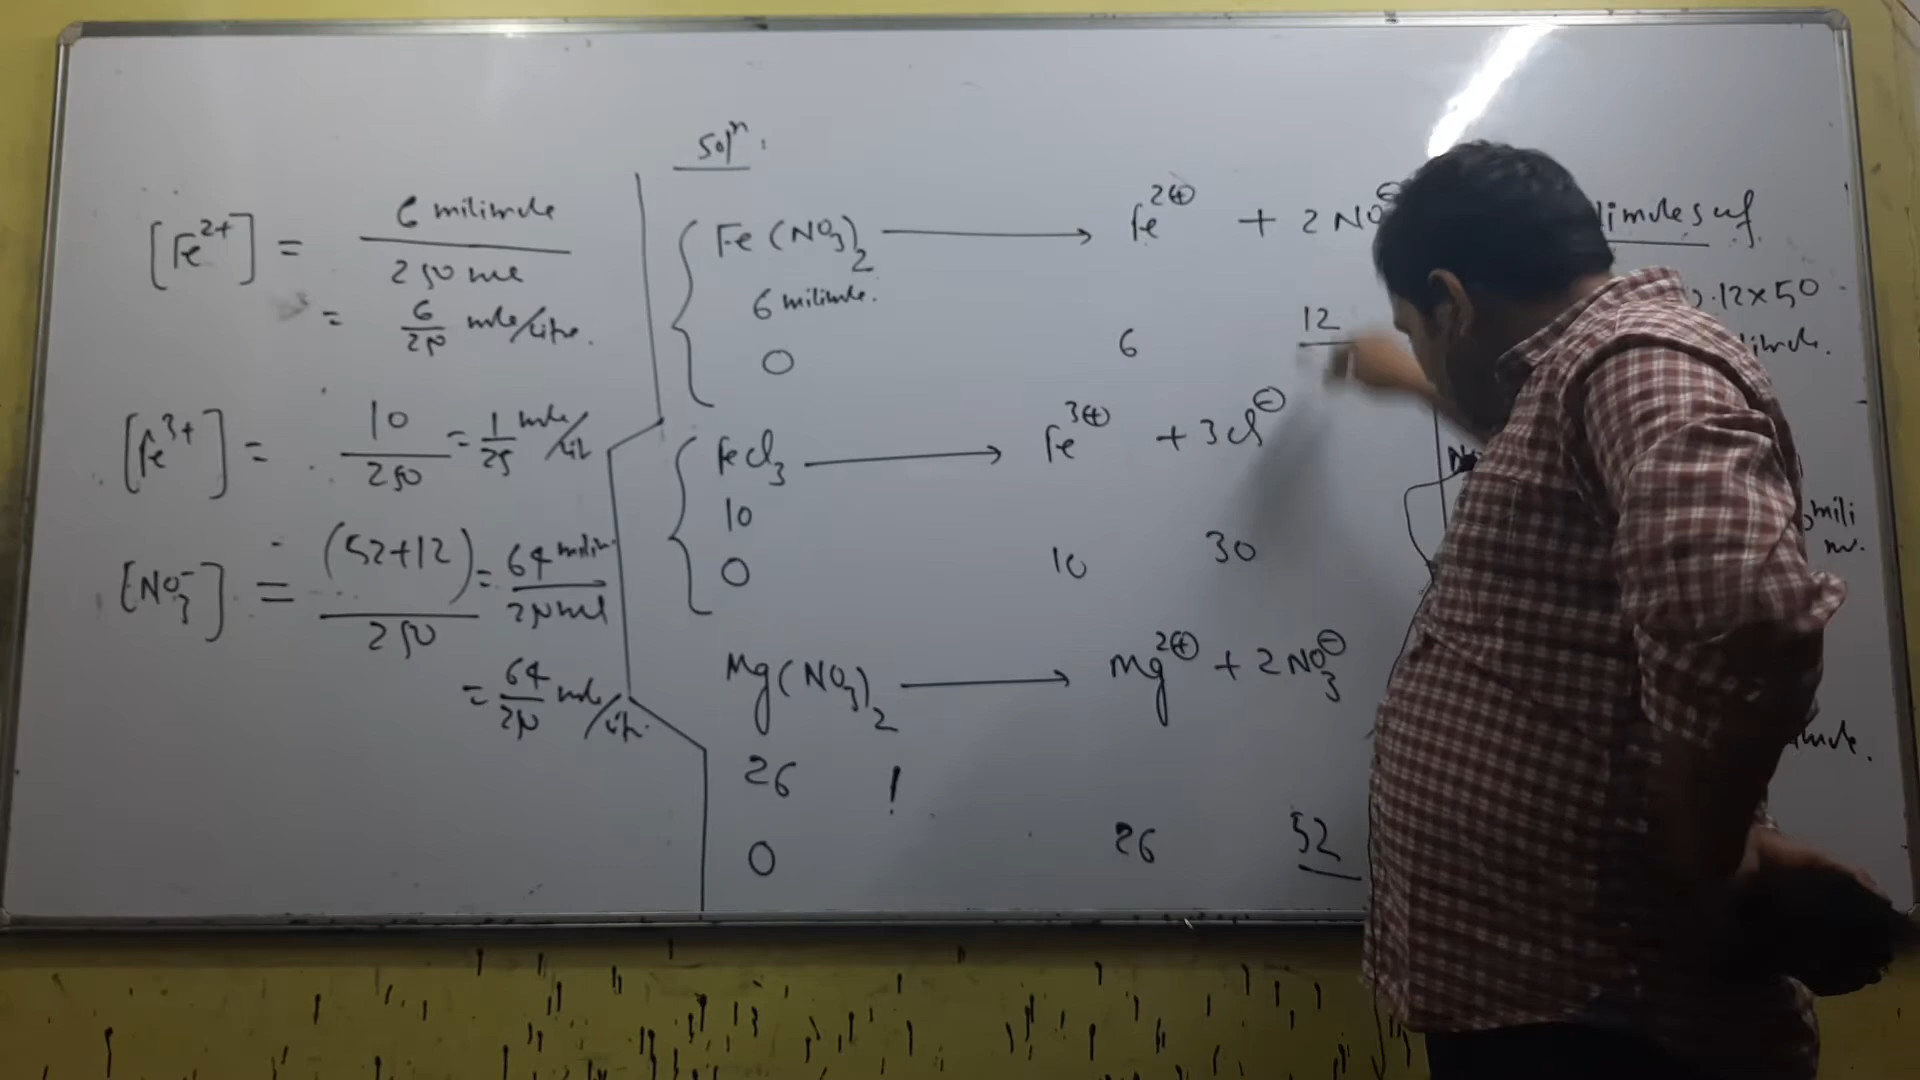 [Fe2+] = 6 milimole / 250 ml
= 6/250 mole/litre.
[Fe3+] = 10/250 = 1/25 mole/lit
[NO3-] = (52+12)/250 = 64 milim. / 250 ml
= 64/250 mole/lit.
Soln:
Fe(NO3)2 → Fe2⊕ + 2NO⊖
6 milimole.
0 6 12
FeCl3 → Fe3⊕ + 3Cl⊖
10
0 10 30
Mg(NO3)2 → Mg2⊕ + 2NO3⊖
26 !
0 26 52
limoles of
0.12×50
limole.
mili
m.
mole.